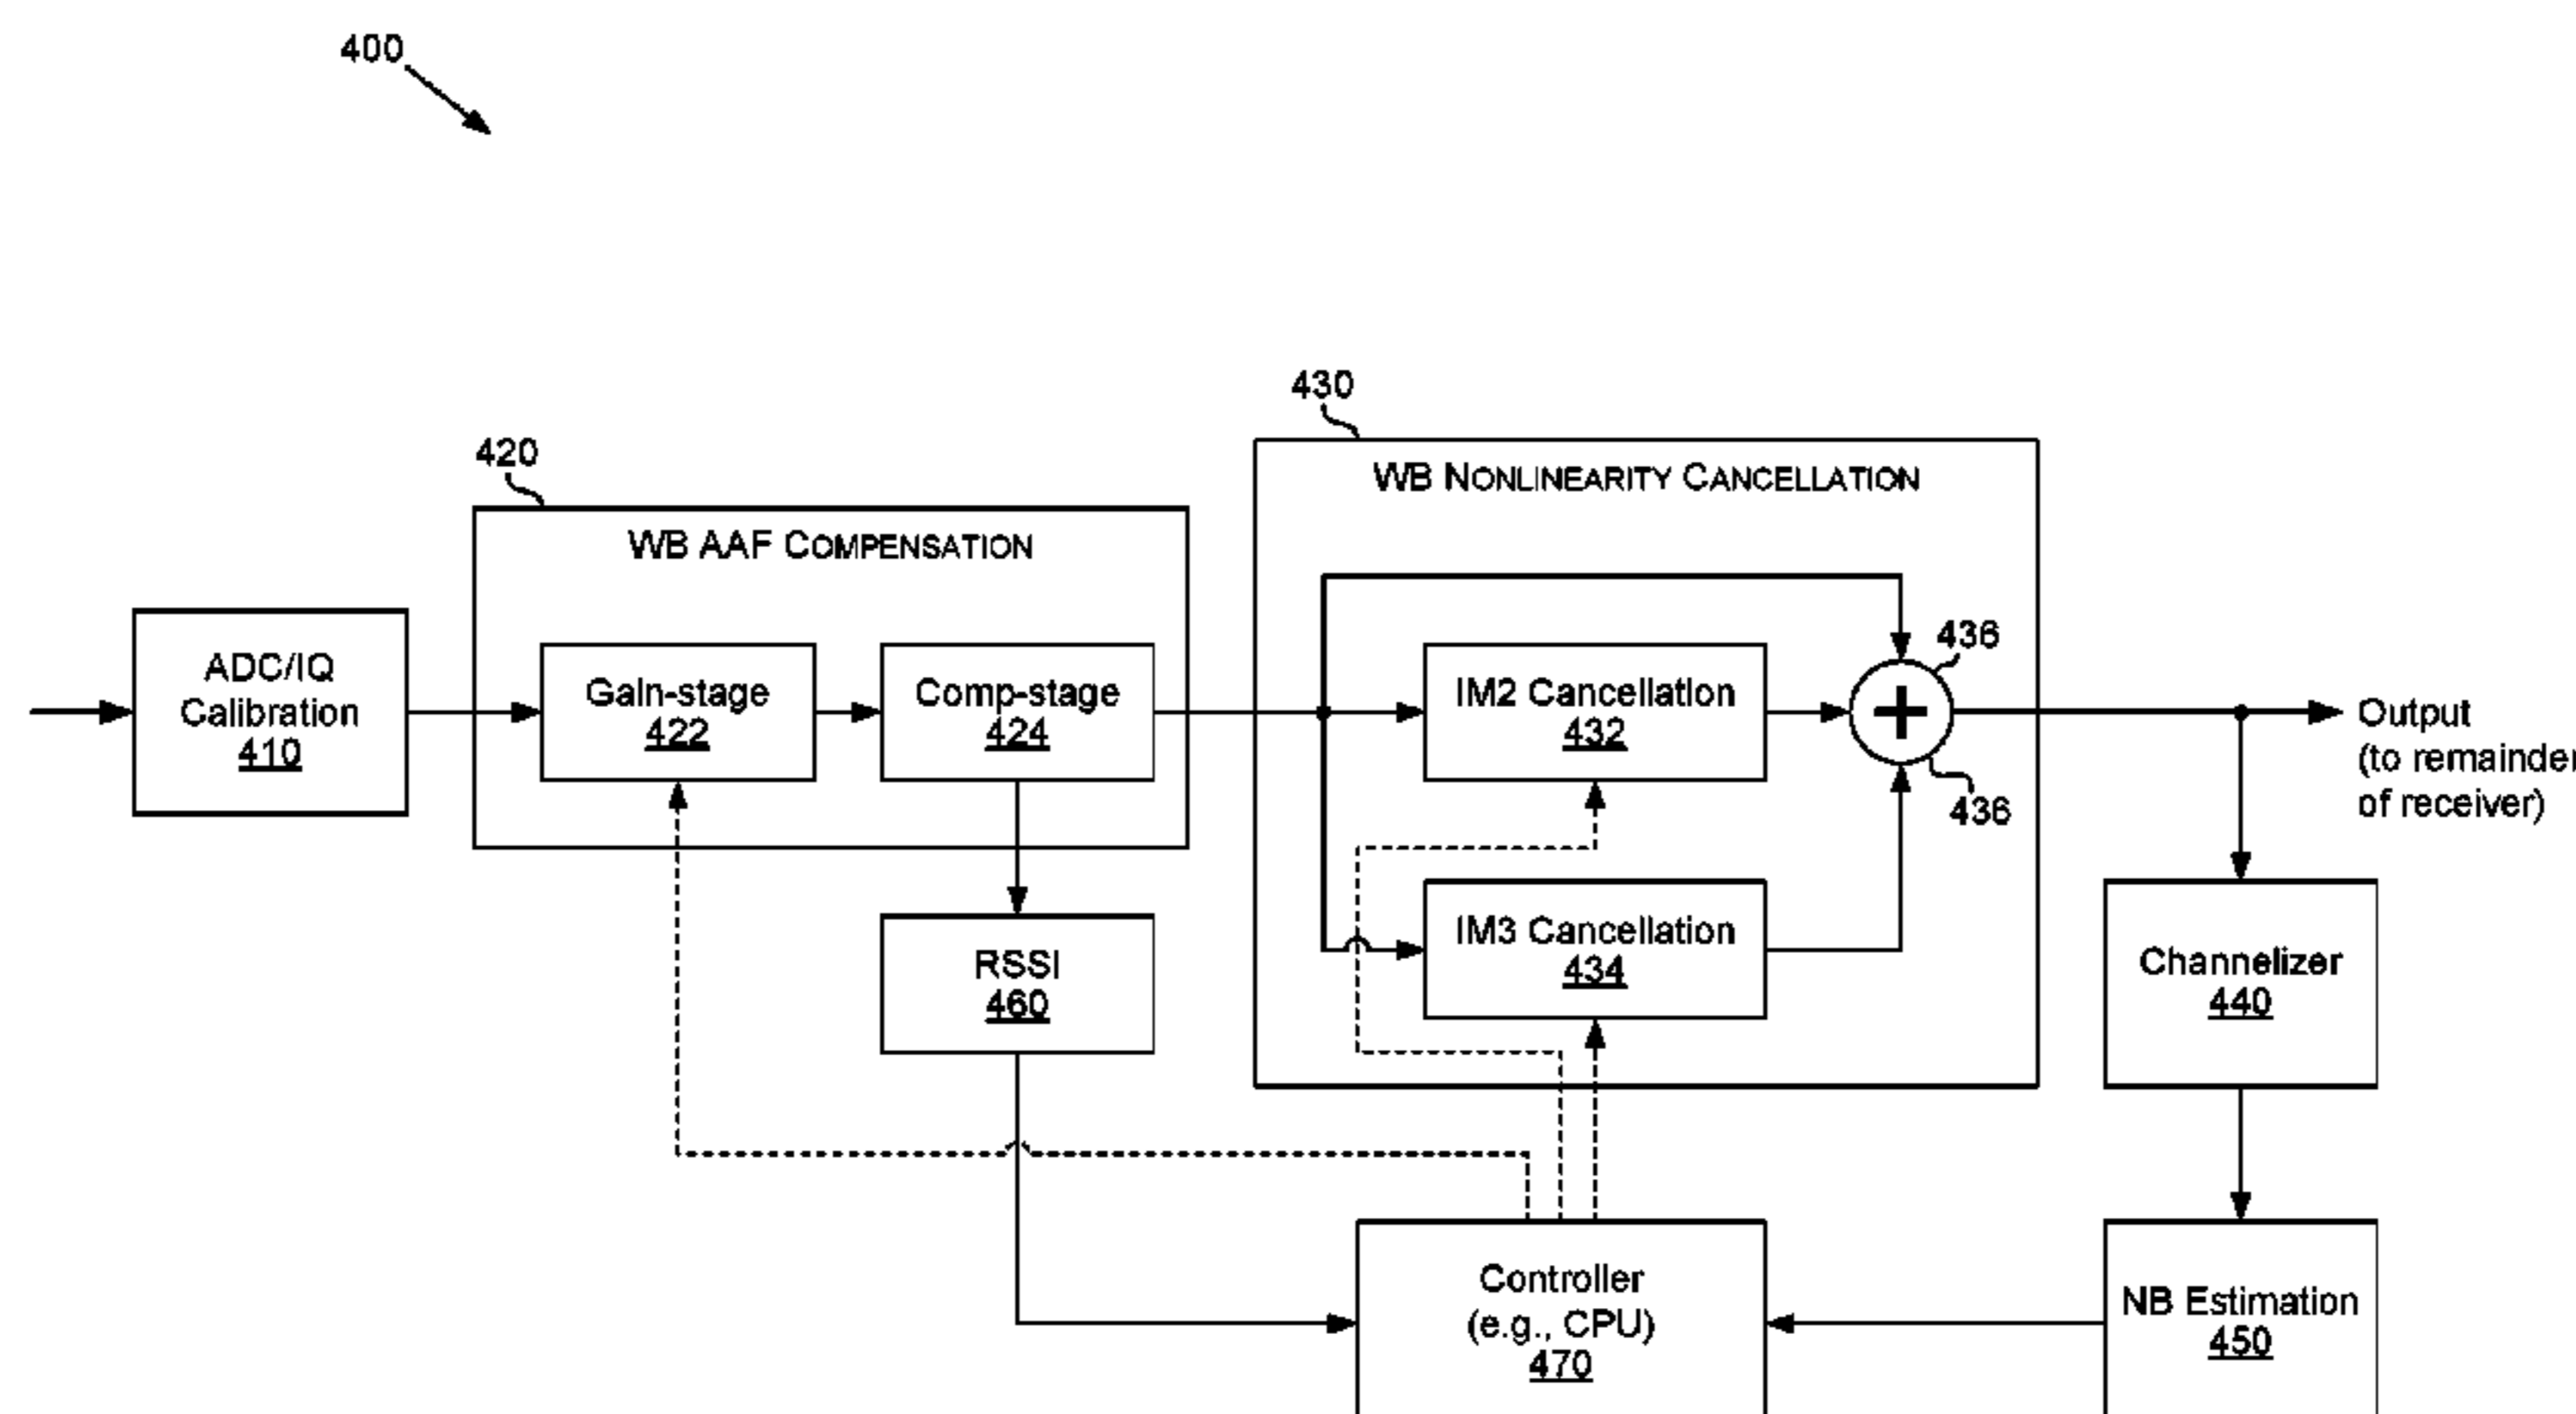 400
430
WB NONLINEARITY CANCELLATION
420
WB AAF COMPENSATION
ADC/IQ
Calibration
410
Gain-stage
422
Comp-stage
424
IM2 Cancellation
432
436
436
Output
(to remainder
of receiver)
IM3 Cancellation
434
RSSI
460
Channelizer
440
Controller
(e.g., CPU)
470
NB Estimation
450